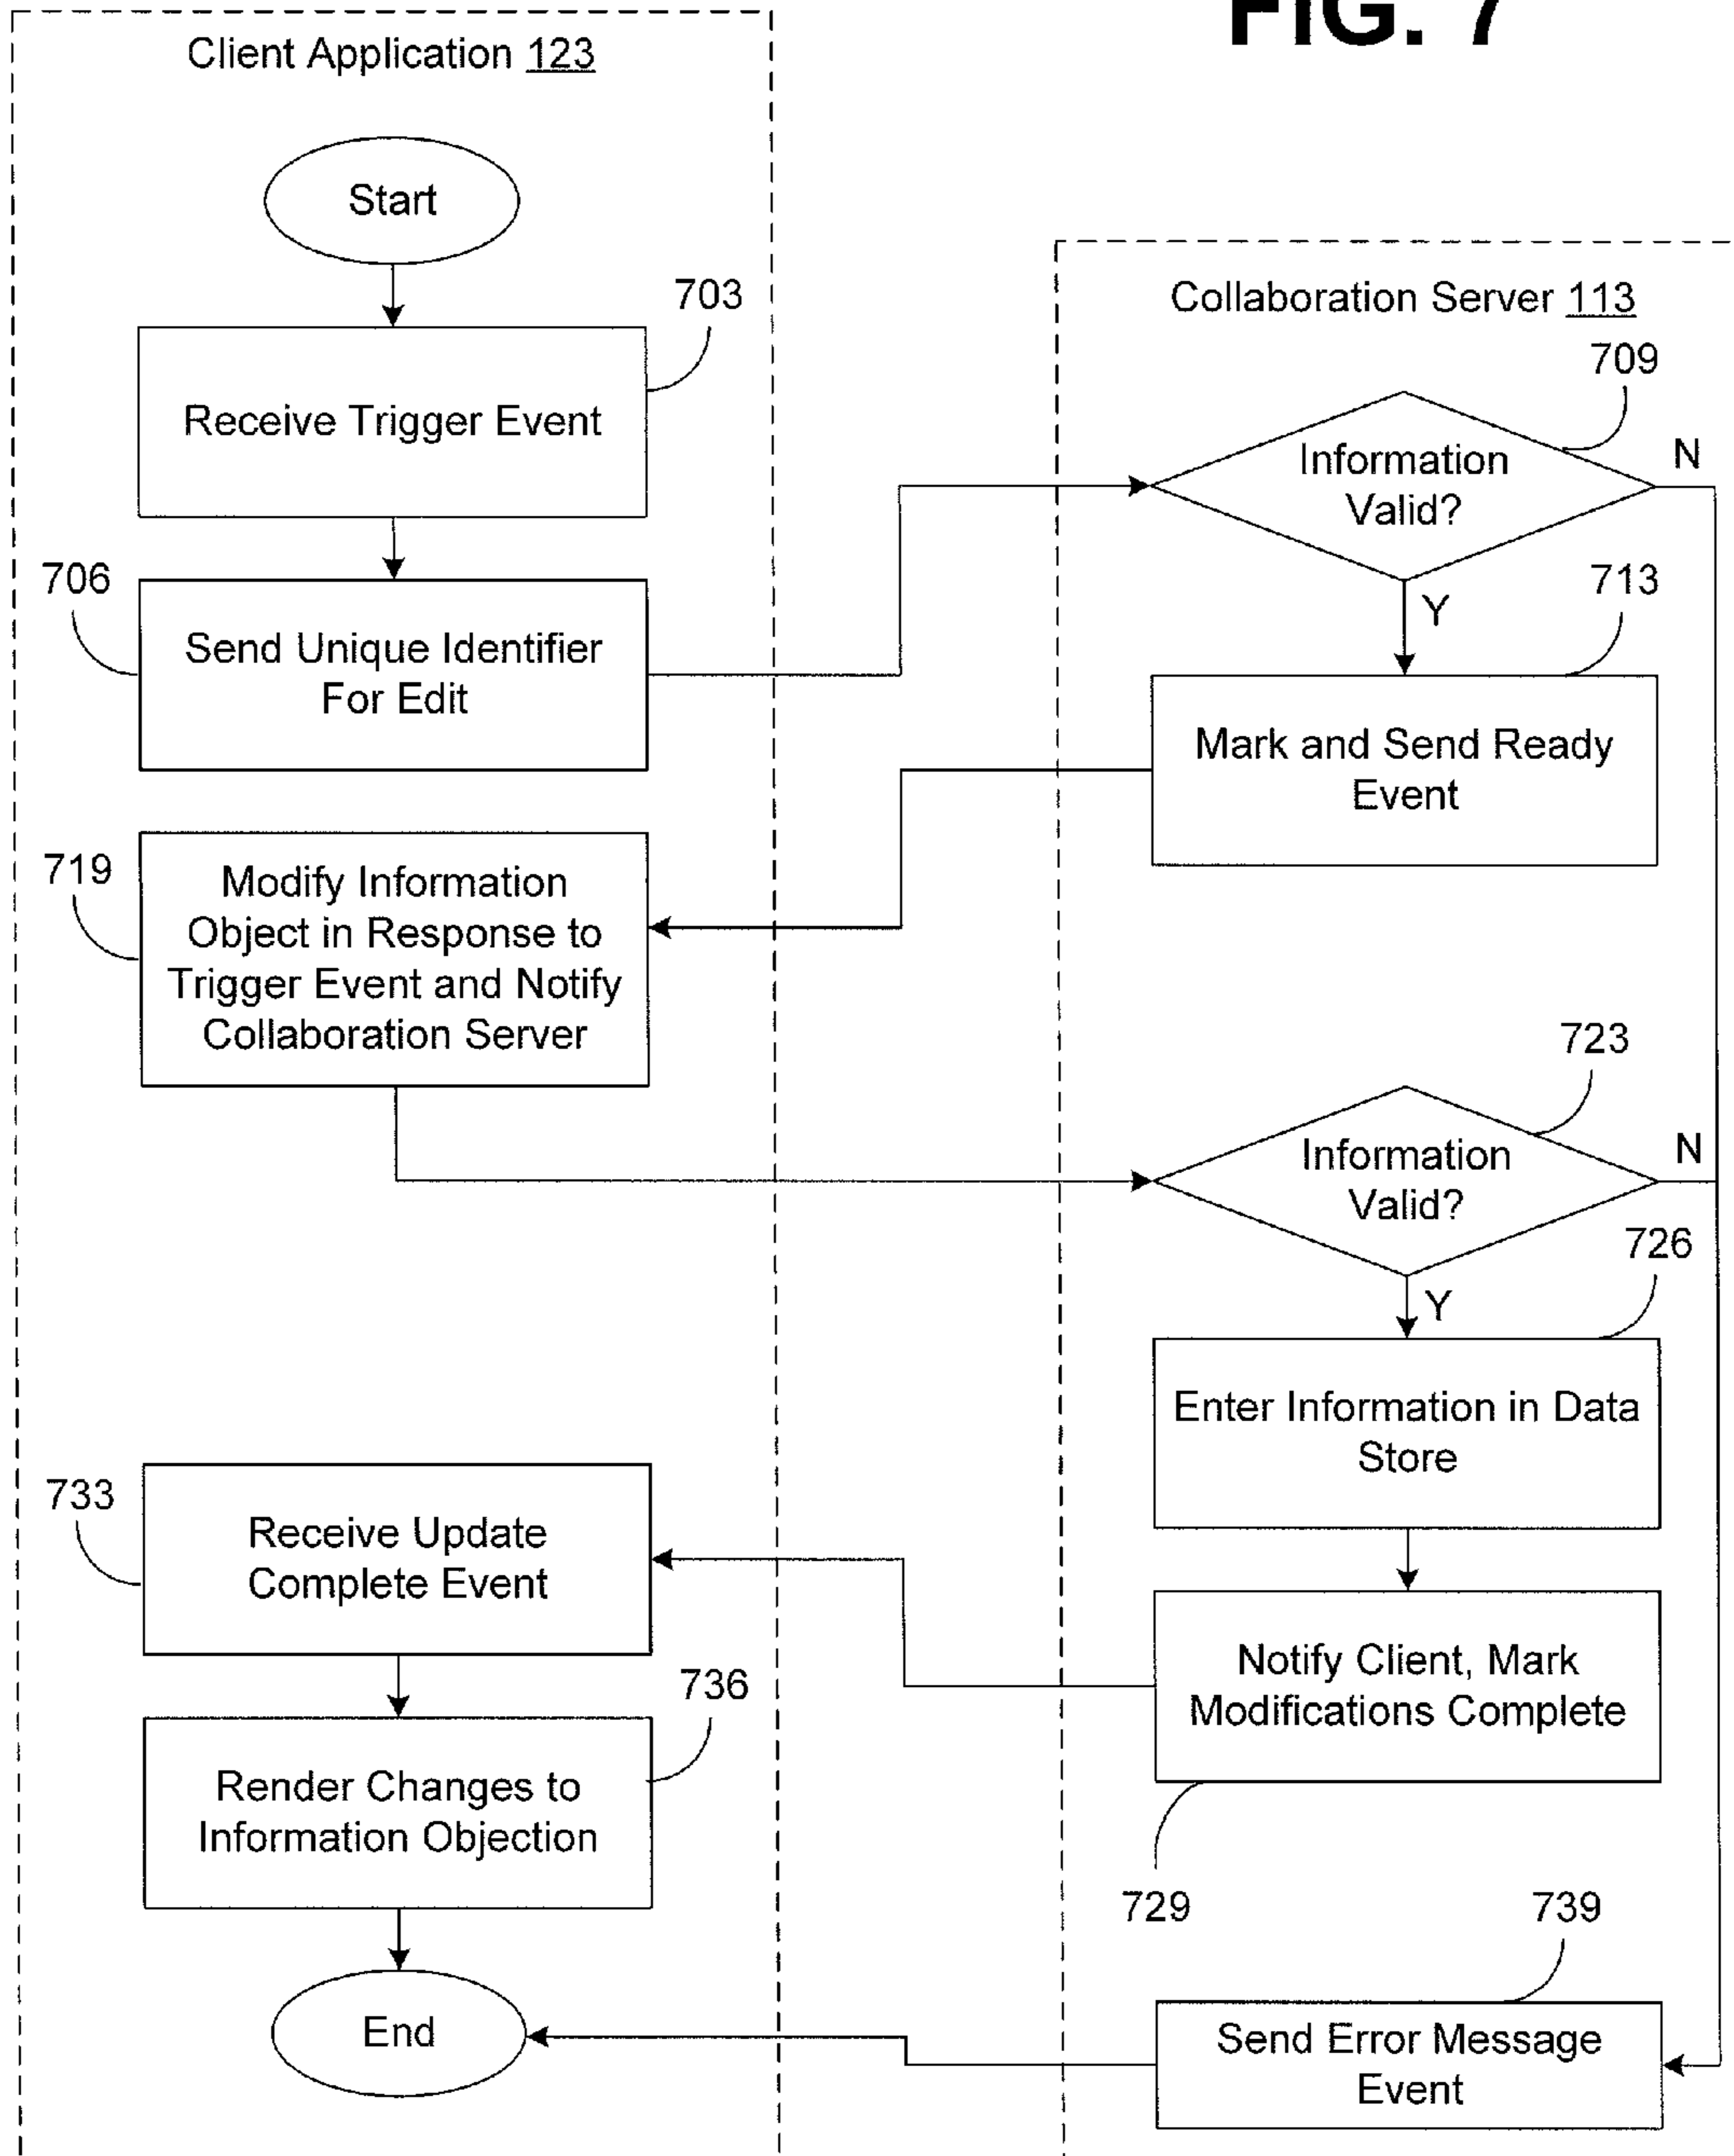 FIG. 7
Client Application 123
Start
703
Receive Trigger Event
706
Send Unique Identifier
For Edit
Collaboration Server 113
709
Information
Valid?
N
Y
713
Mark and Send Ready
Event
719
Modify Information
Object in Response to
Trigger Event and Notify
Collaboration Server
723
Information
Valid?
N
Y
726
Enter Information in Data
Store
Notify Client, Mark
Modifications Complete
729
733
Receive Update
Complete Event
736
Render Changes to
Information Objection
End
739
Send Error Message
Event